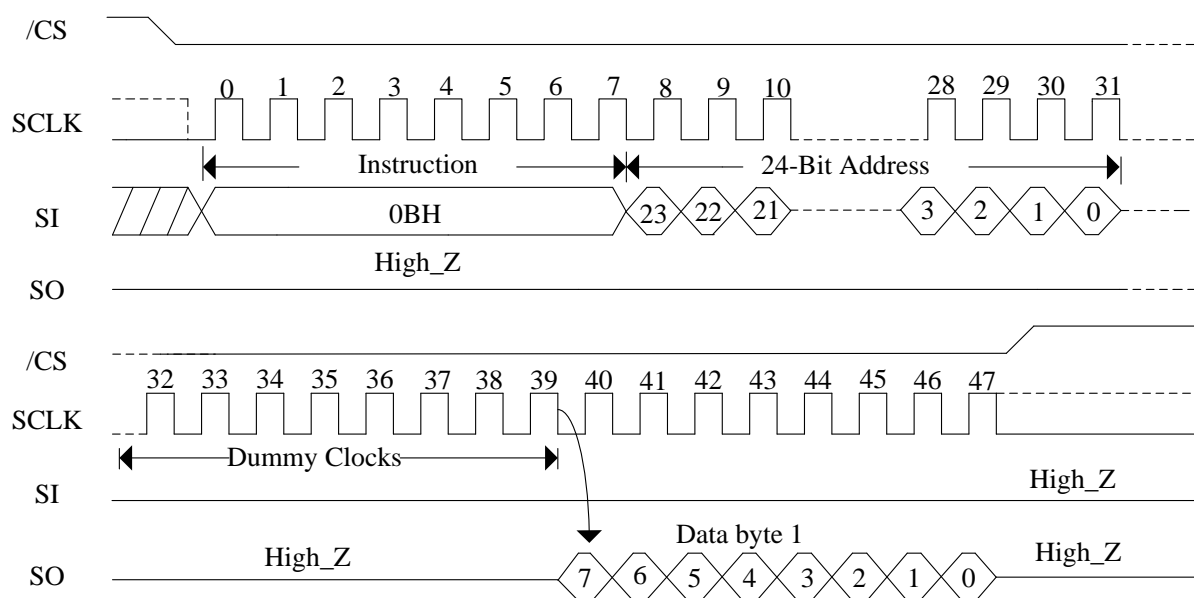 /CS
0 1 2 3 4 5 6 7 8 9 10 28 29 30 31
SCLK
Instruction 24-Bit Address
SI 0BH 23 22 21 3 2 1 0
High_Z
SO
/CS
32 33 34 35 36 37 38 39 40 41 42 43 44 45 46 47
SCLK
Dummy Clocks
SI High_Z
High_Z Data byte 1 High_Z
SO 7 6 5 4 3 2 1 0